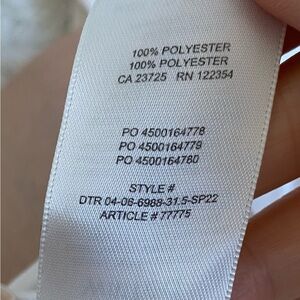 100% POLYESTER
100% POLYESTER
CA 23725 RN 122354
PO 4500164778
PO 4500164779
PO 4500164780
STYLE #
DTR 04-06-6988-31.5-SP22
ARTICLE # 77775